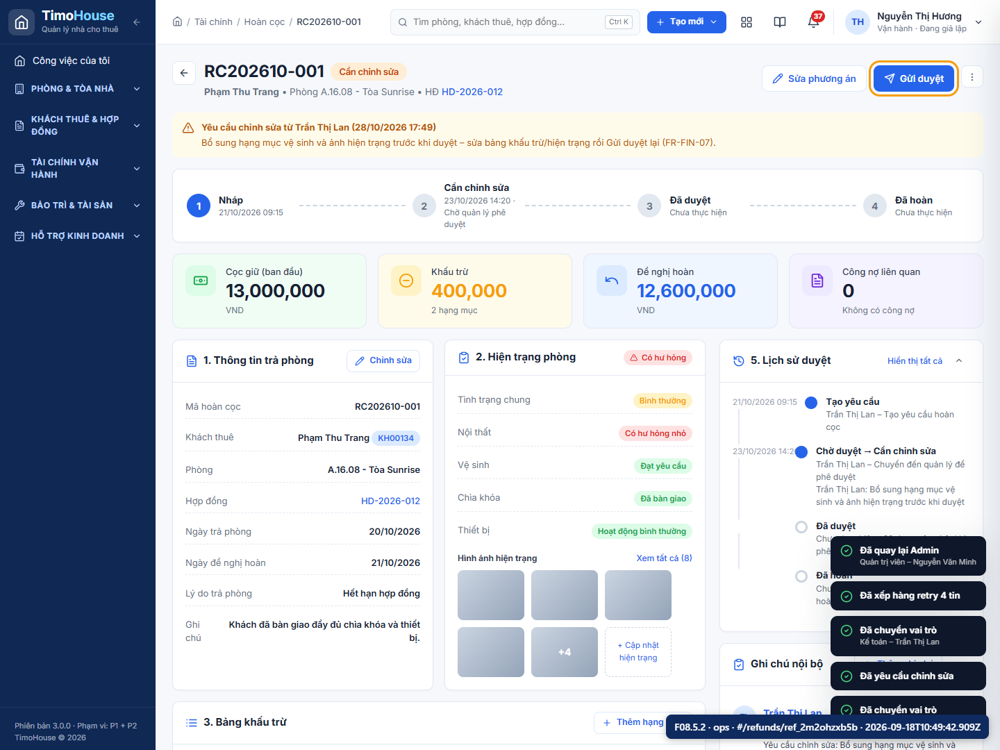 TimoHouse
Quản lý nhà cho thuê
Công việc của tôi
PHÒNG & TÒA NHÀ
KHÁCH THUÊ & HỢP ĐỒNG
TÀI CHÍNH VẬN HÀNH
BẢO TRÌ & TÀI SẢN
HỖ TRỢ KINH DOANH
Phiên bản 3.0.0 · Phạm vi: P1 + P2
TimoHouse © 2026
/ Tài chính / Hoàn cọc / RC202610-001
Tìm phòng, khách thuê, hợp đồng...
Ctrl K
Tạo mới
37
TH
Nguyễn Thị Hương
Vận hành · Đang giả lập
RC202610-001
Cần chỉnh sửa
Phạm Thu Trang • Phòng A.16.08 - Tòa Sunrise • HĐ HD-2026-012
Sửa phương án
Gửi duyệt
Yêu cầu chỉnh sửa từ Trần Thị Lan (28/10/2026 17:49)
Bổ sung hạng mục vệ sinh và ảnh hiện trạng trước khi duyệt – sửa bảng khấu trừ/hiện trạng rồi Gửi duyệt lại (FR-FIN-07).
1
Nháp
21/10/2026 09:15
2
Cần chỉnh sửa
23/10/2026 14:20 ·
Chờ quản lý phê
duyệt
3
Đã duyệt
Chưa thực hiện
4
Đã hoàn
Chưa thực hiện
Cọc giữ (ban đầu)
13,000,000
VND
Khấu trừ
400,000
2 hạng mục
Đề nghị hoàn
12,600,000
VND
Công nợ liên quan
0
Không có công nợ
1. Thông tin trả phòng
Chỉnh sửa
Mã hoàn cọc
RC202610-001
Khách thuê
Phạm Thu Trang KH00134
Phòng
A.16.08 - Tòa Sunrise
Hợp đồng
HD-2026-012
Ngày trả phòng
20/10/2026
Ngày đề nghị hoàn
21/10/2026
Lý do trả phòng
Hết hạn hợp đồng
Ghi chú
Khách đã bàn giao đầy đủ chìa khóa và thiết
bị.
2. Hiện trạng phòng
Có hư hỏng
Tình trạng chung
Bình thường
Nội thất
Có hư hỏng nhỏ
Vệ sinh
Đạt yêu cầu
Chìa khóa
Đã bàn giao
Thiết bị
Hoạt động bình thường
Hình ảnh hiện trạng
Xem tất cả (8)
+4
+ Cập nhật
hiện trạng
3. Bảng khấu trừ
Thêm hạng
5. Lịch sử duyệt
Hiển thị tất cả
21/10/2026 09:15
Tạo yêu cầu
Trần Thị Lan – Tạo yêu cầu hoàn
cọc
23/10/2026 14:20
Chờ duyệt → Cần chỉnh sửa
Trần Thị Lan – Chuyển đến quản lý để
phê duyệt
Trần Thị Lan: Bổ sung hạng mục vệ
sinh và ảnh hiện trạng trước khi duyệt
Đã duyệt
Đã hoàn
Ghi chú nội bộ
Trần Thị Lan
Yêu cầu chỉnh sửa: Bổ sung hạng mục vệ sinh và
Đã quay lại Admin
Quản trị viên – Nguyễn Văn Minh
Đã xếp hàng retry 4 tin
Đã chuyển vai trò
Kế toán – Trần Thị Lan
Đã yêu cầu chỉnh sửa
Đã chuyển vai trò
F08.5.2 · ops · #/refunds/ref_2m2ohzxb5b · 2026-09-18T10:49:42.909Z